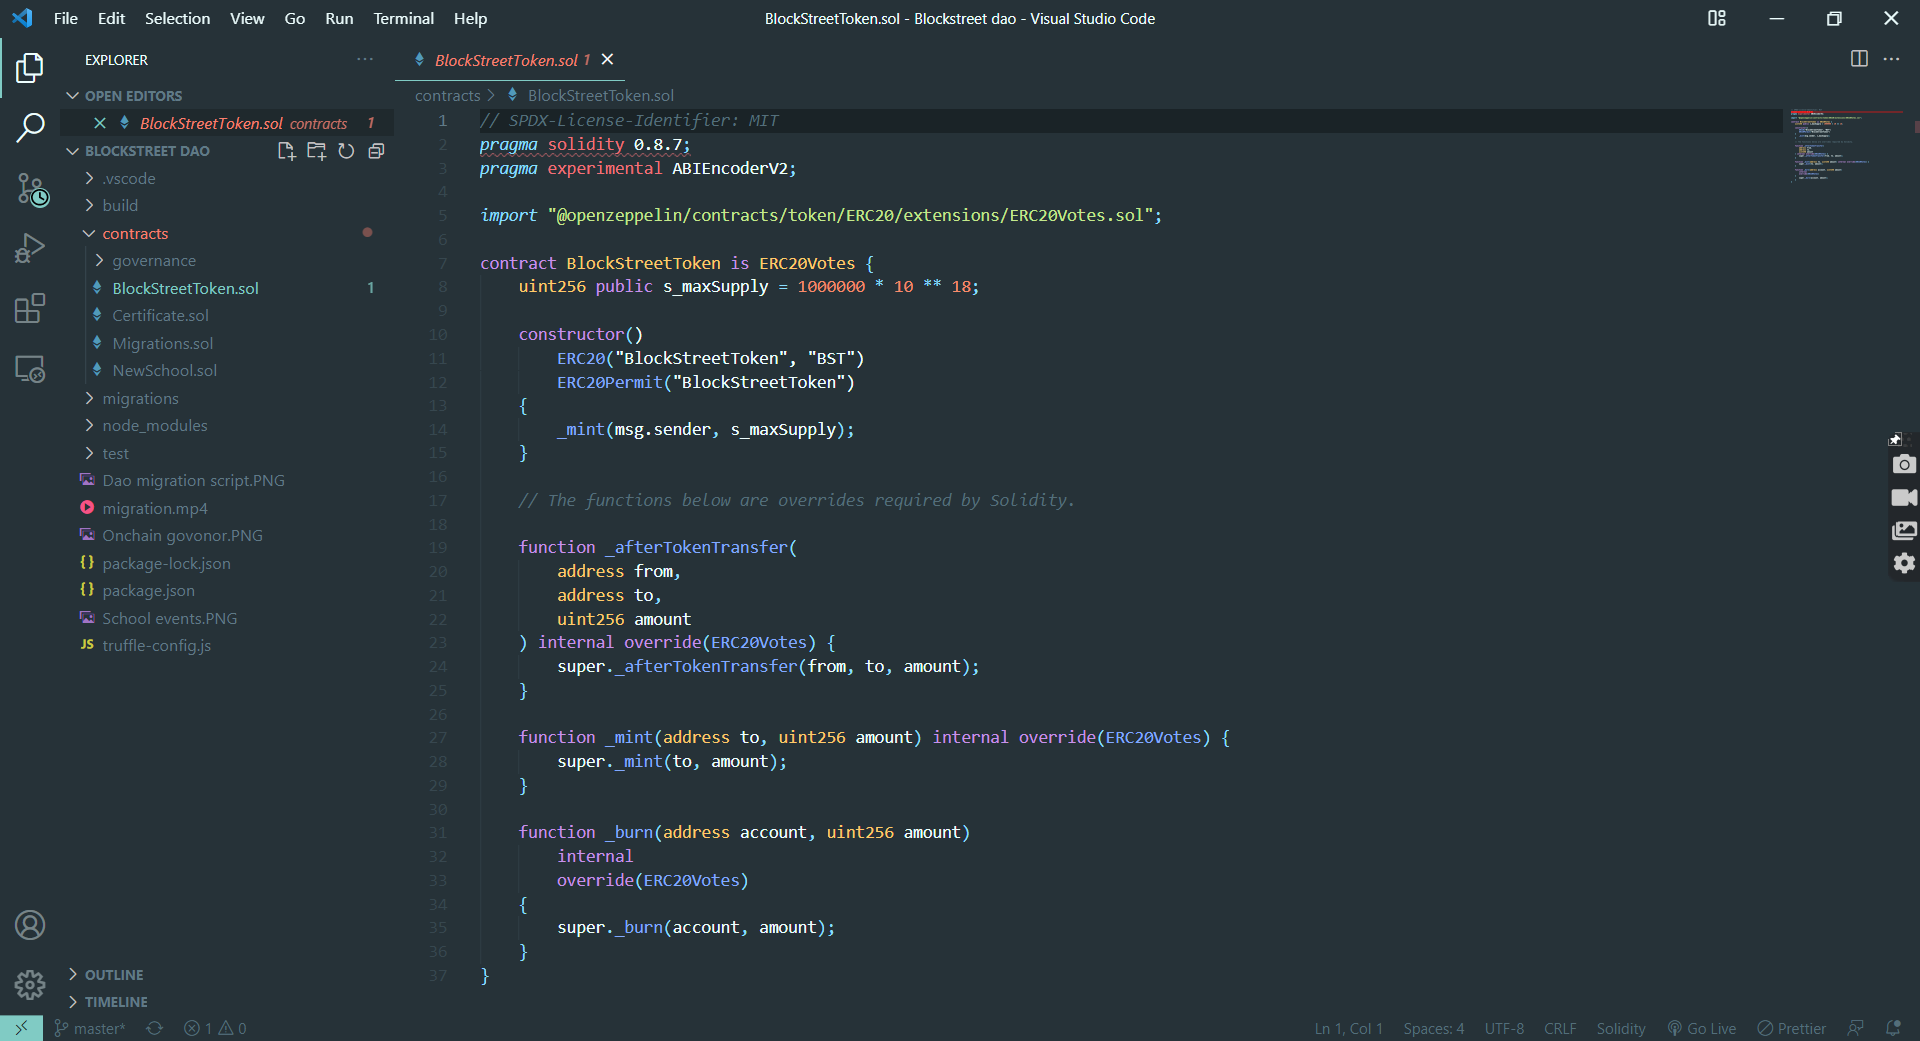 File Edit Selection View Go Run Terminal Help
BlockStreetToken.sol - Blockstreet dao - Visual Studio Code
EXPLORER
OPEN EDITORS
BlockStreetToken.sol contracts 1
BLOCKSTREET DAO
.vscode
build
contracts
governance
BlockStreetToken.sol 1
Certificate.sol
Migrations.sol
NewSchool.sol
migrations
node_modules
test
Dao migration script.PNG
migration.mp4
Onchain govonor.PNG
{} package-lock.json
{} package.json
School events.PNG
JS truffle-config.js
OUTLINE
TIMELINE
BlockStreetToken.sol 1
contracts > BlockStreetToken.sol
1 // SPDX-License-Identifier: MIT
2 pragma solidity 0.8.7;
3 pragma experimental ABIEncoderV2;
4
5 import "@openzeppelin/contracts/token/ERC20/extensions/ERC20Votes.sol";
6
7 contract BlockStreetToken is ERC20Votes {
8 uint256 public s_maxSupply = 1000000 * 10 ** 18;
9
10 constructor()
11 ERC20("BlockStreetToken", "BST")
12 ERC20Permit("BlockStreetToken")
13 {
14 _mint(msg.sender, s_maxSupply);
15 }
16
17 // The functions below are overrides required by Solidity.
18
19 function _afterTokenTransfer(
20 address from,
21 address to,
22 uint256 amount
23 ) internal override(ERC20Votes) {
24 super._afterTokenTransfer(from, to, amount);
25 }
26
27 function _mint(address to, uint256 amount) internal override(ERC20Votes) {
28 super._mint(to, amount);
29 }
30
31 function _burn(address account, uint256 amount)
32 internal
33 override(ERC20Votes)
34 {
35 super._burn(account, amount);
36 }
37 }
master* 1 0
Ln 1, Col 1 Spaces: 4 UTF-8 CRLF Solidity Go Live Prettier